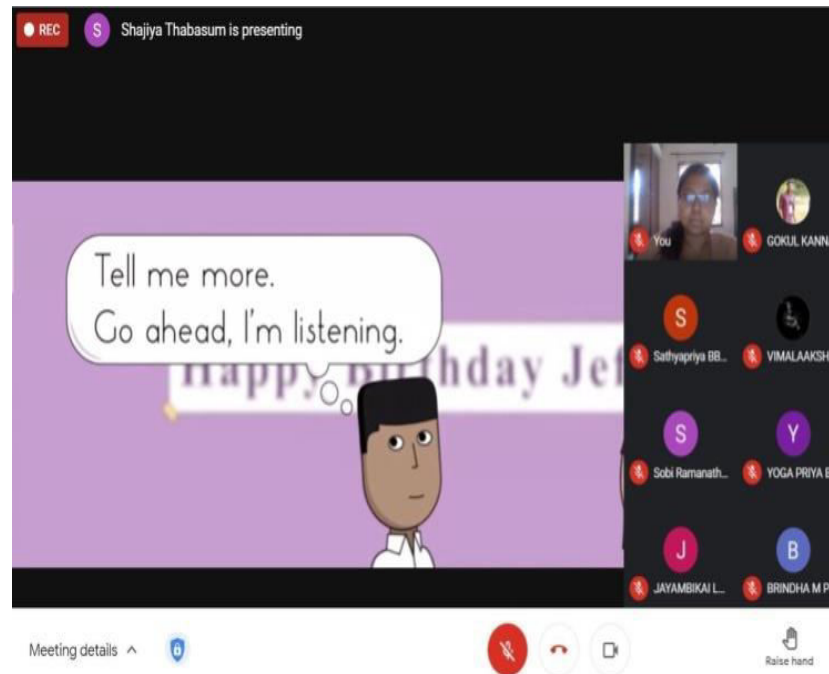 REC
S
Shajiya Thabasum is presenting
Tell me more.
Go ahead, I'm listening.
Happy Birthday Jef
You
GOKUL KANN
S
Sathyapriya BB...
VIMALAAKSH
S
Sobi Ramanath...
Y
YOGA PRIYA B
J
JAYAMBIKAI L...
B
BRINDHA M P
Meeting details
Raise hand